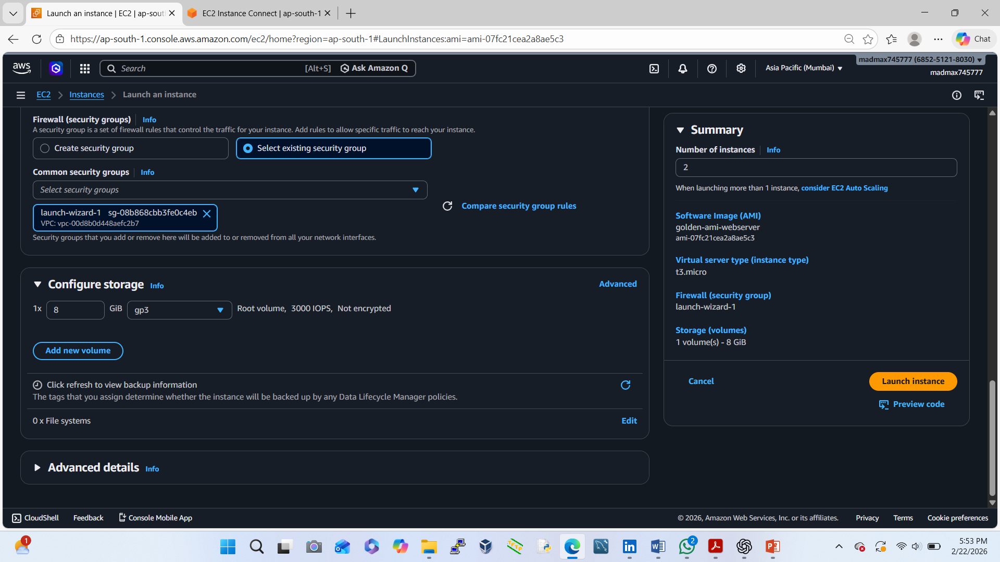 Launch an instance | EC2 | ap-sout
EC2 Instance Connect | ap-south-1
https://ap-south-1.console.aws.amazon.com/ec2/home?region=ap-south-1#LaunchInstances:ami=ami-07fc21cea2a8ae5c3
Chat
aws
Search
[Alt+S]
Ask Amazon Q
Asia Pacific (Mumbai)
madmax745777 (6852-5121-8030)
madmax745777
EC2
Instances
Launch an instance
Firewall (security groups)
Info
A security group is a set of firewall rules that control the traffic for your instance. Add rules to allow specific traffic to reach your instance.
Create security group
Select existing security group
Common security groups
Info
Select security groups
launch-wizard-1 sg-08b868cbb3fe0c4eb
VPC: vpc-00d8b0d448aefc2b7
Compare security group rules
Security groups that you add or remove here will be added to or removed from all your network interfaces.
Configure storage
Info
Advanced
1x
8
GiB
gp3
Root volume, 3000 IOPS, Not encrypted
Add new volume
Click refresh to view backup information
The tags that you assign determine whether the instance will be backed up by any Data Lifecycle Manager policies.
0 x File systems
Edit
Advanced details
Info
Summary
Number of instances
Info
2
When launching more than 1 instance, consider EC2 Auto Scaling
Software Image (AMI)
golden-ami-webserver
ami-07fc21cea2a8ae5c3
Virtual server type (instance type)
t3.micro
Firewall (security group)
launch-wizard-1
Storage (volumes)
1 volume(s) - 8 GiB
Cancel
Launch instance
Preview code
CloudShell
Feedback
Console Mobile App
© 2026, Amazon Web Services, Inc. or its affiliates.
Privacy
Terms
Cookie preferences
1
TFTP
in
W
2
P
5:53 PM
2/22/2026